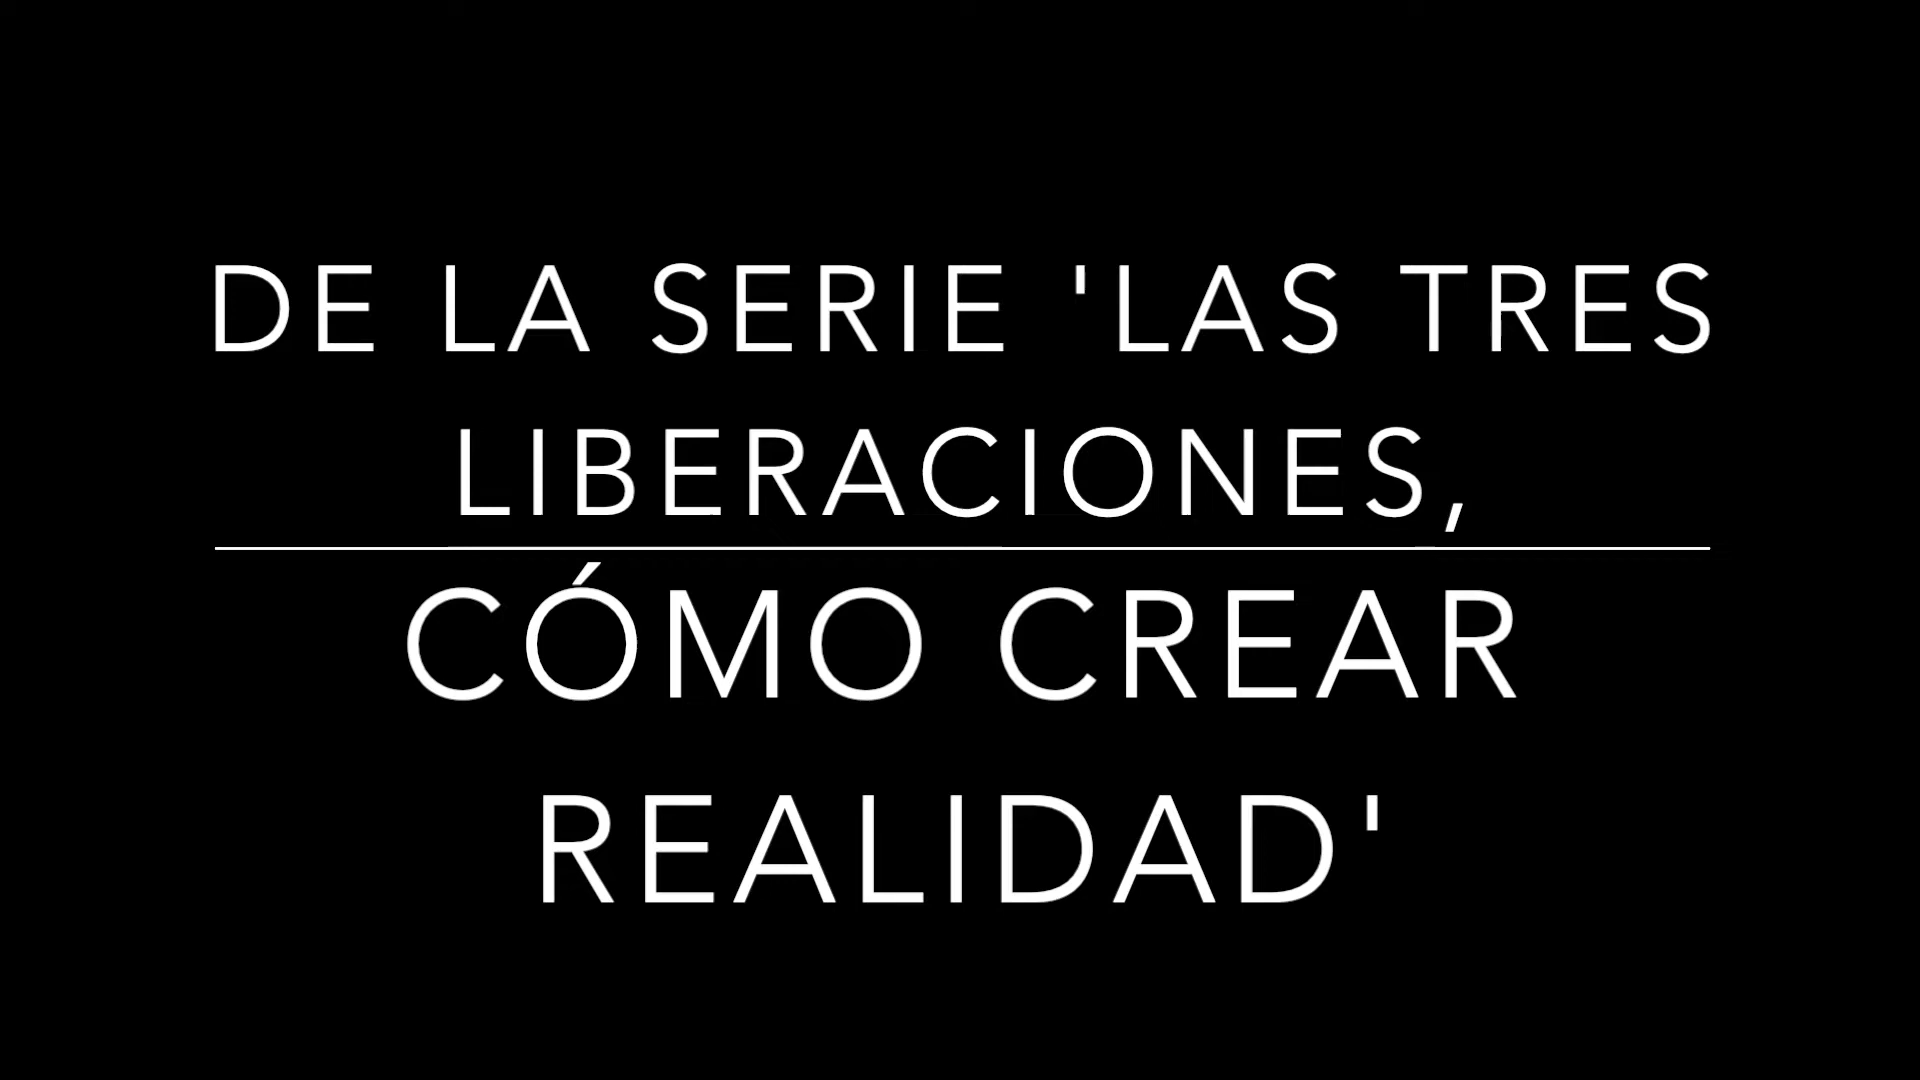 DE LA SERIE 'LAS TRES
LIBERACIONES,
CÓMO CREAR
REALIDAD'